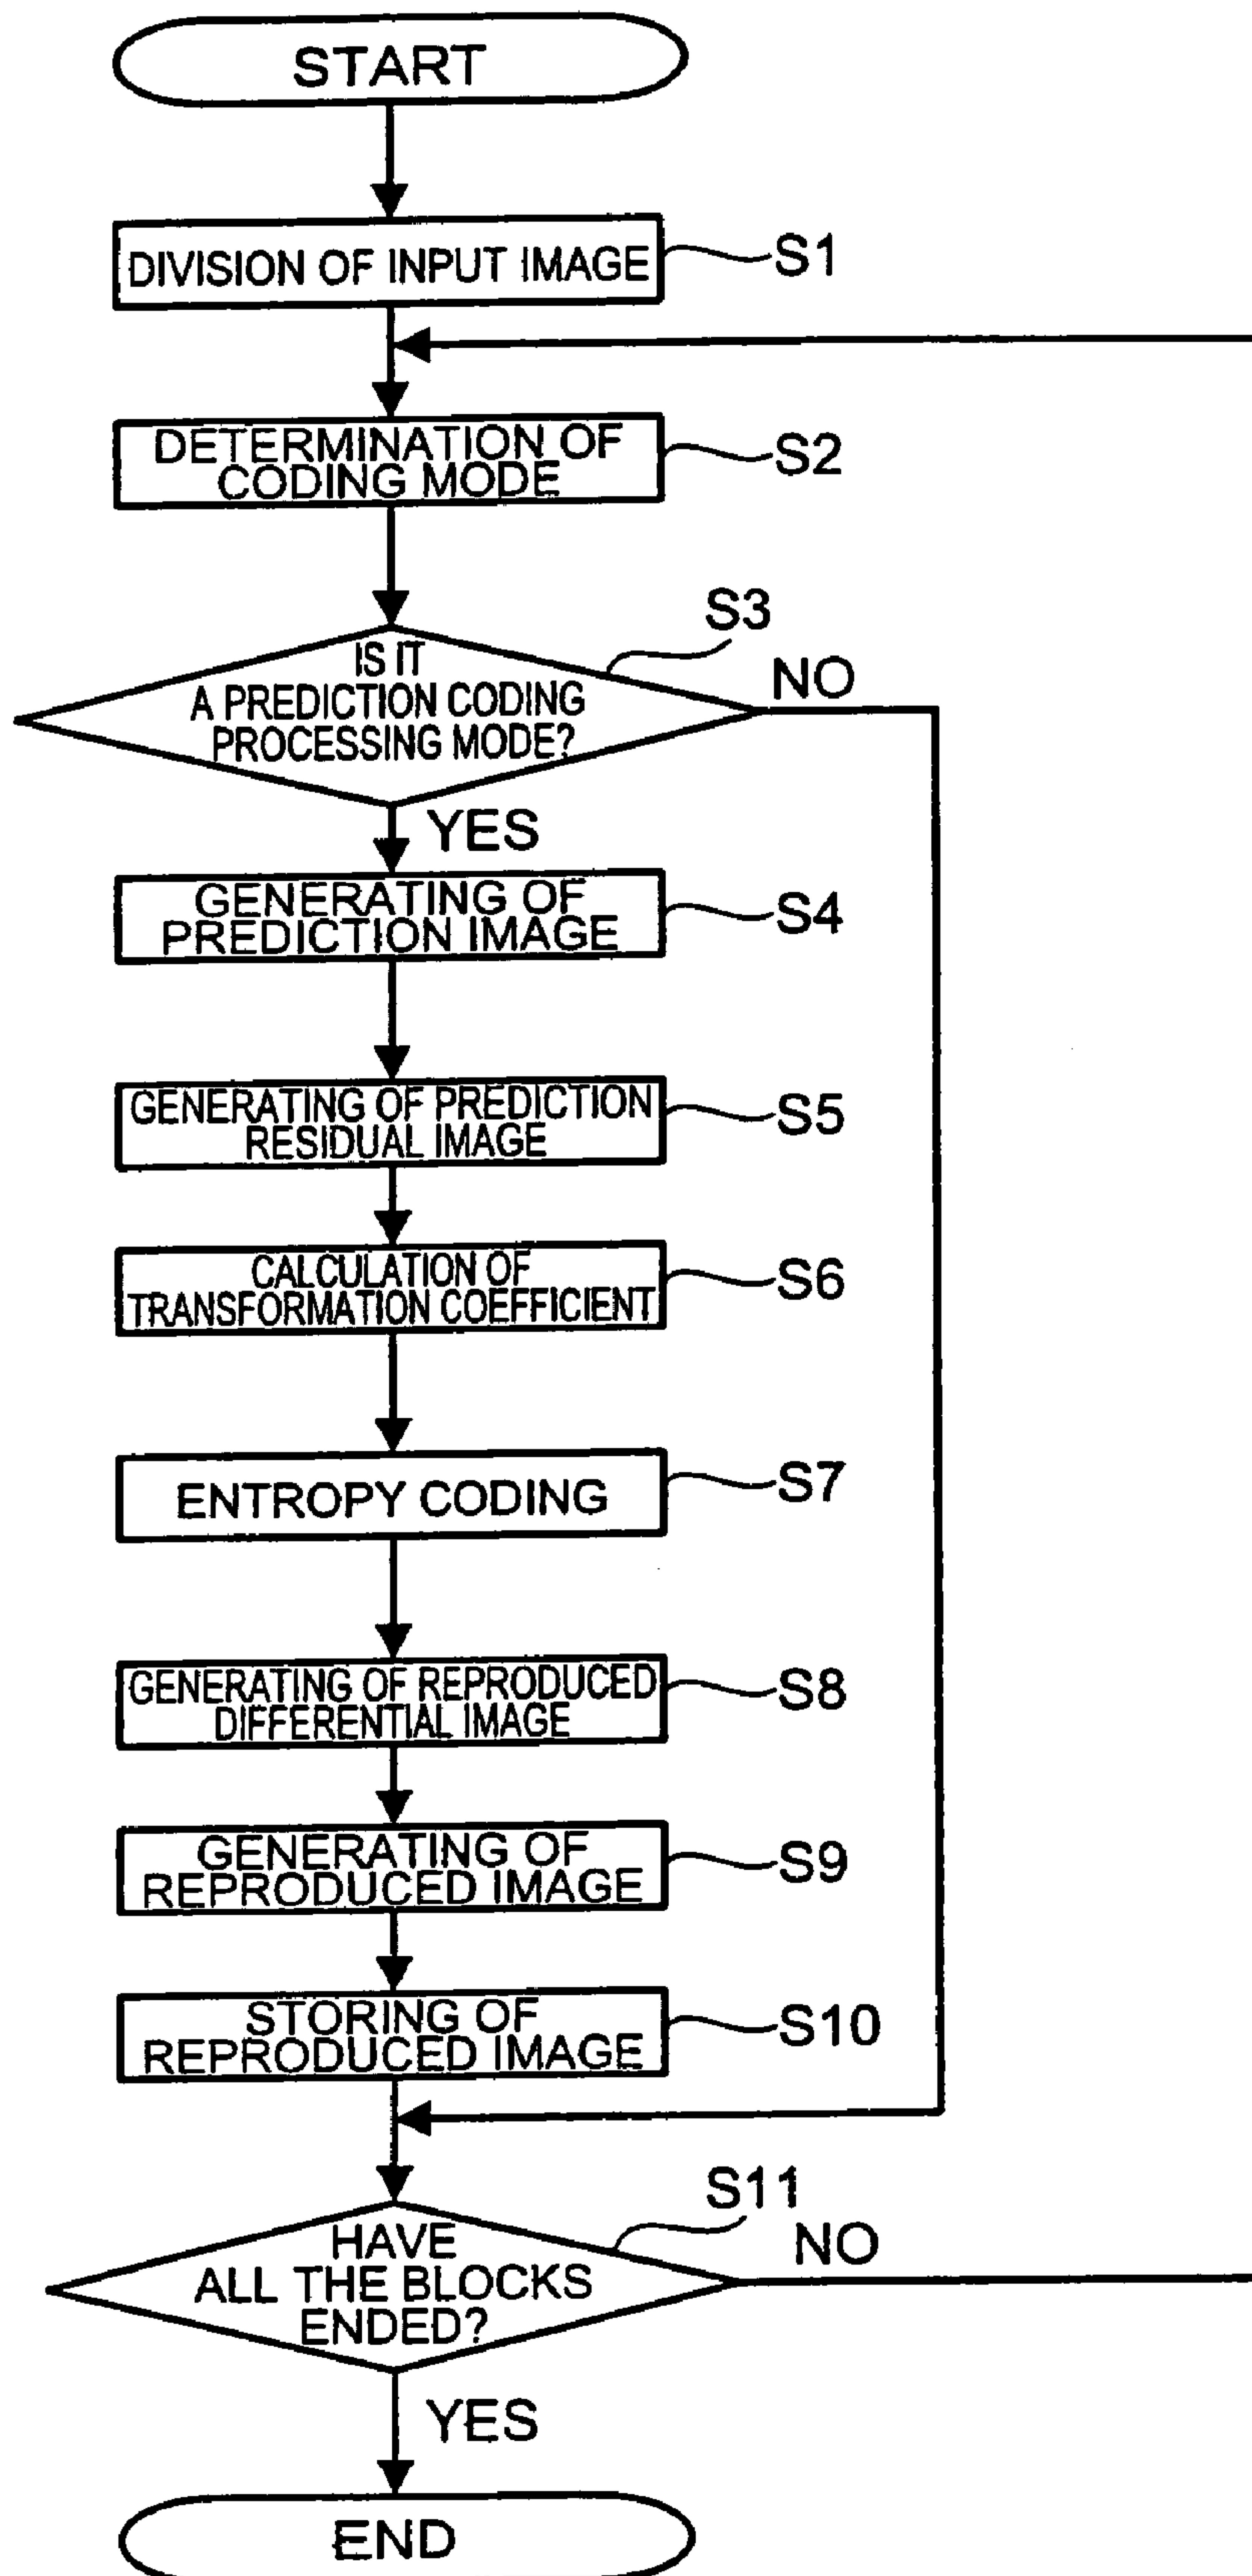 START
DIVISION OF INPUT IMAGE
S1
DETERMINATION OF
CODING MODE
S2
S3
IS IT
A PREDICTION CODING
PROCESSING MODE?
NO
YES
GENERATING OF
PREDICTION IMAGE
S4
GENERATING OF PREDICTION
RESIDUAL IMAGE
S5
CALCULATION OF
TRANSFORMATION COEFFICIENT
S6
ENTROPY CODING
S7
GENERATING OF REPRODUCED
DIFFERENTIAL IMAGE
S8
GENERATING OF
REPRODUCED IMAGE
S9
STORING OF
REPRODUCED IMAGE
S10
S11
HAVE
ALL THE BLOCKS
ENDED?
NO
YES
END